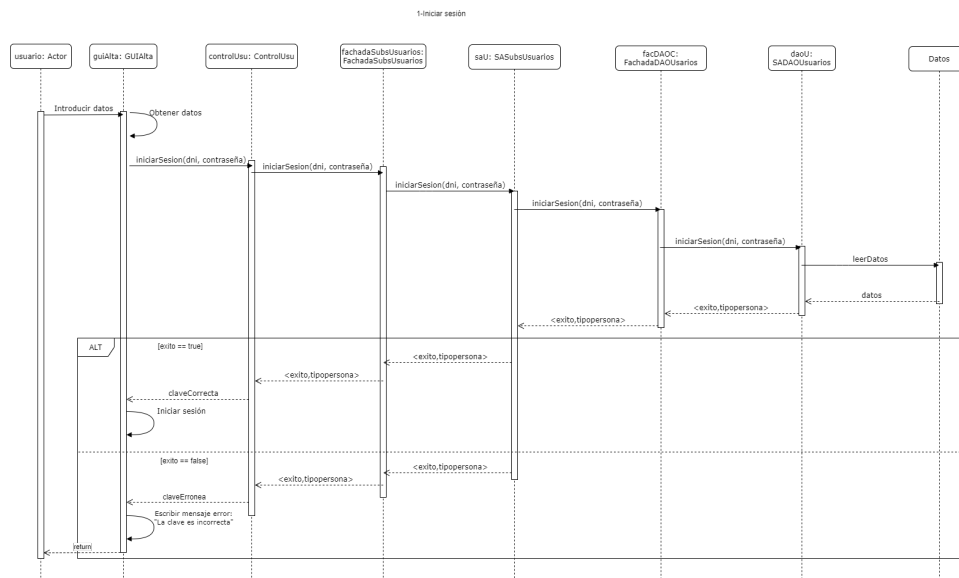 1-Iniciar sesión
usuario: Actor
guiAlta: GUIAlta
controlUsu: ControlUsu
fachadaSubsUsuarios:
FachadaSubsUsuarios
saU: SASubsUsuarios
facDAOC:
FachadaDAOUsarios
daoU:
SADAOUsuarios
Datos
Introducir datos
Obtener datos
iniciarSesion(dni, contraseña)
iniciarSesion(dni, contraseña)
iniciarSesion(dni, contraseña)
iniciarSesion(dni, contraseña)
iniciarSesion(dni, contraseña)
leerDatos
datos
<exito,tipopersona>
<exito,tipopersona>
ALT
[exito == true]
<exito,tipopersona>
<exito,tipopersona>
claveCorrecta
Iniciar sesión
[exito == false]
<exito,tipopersona>
<exito,tipopersona>
claveErronea
Escribir mensaje error:
"La clave es incorrecta"
return